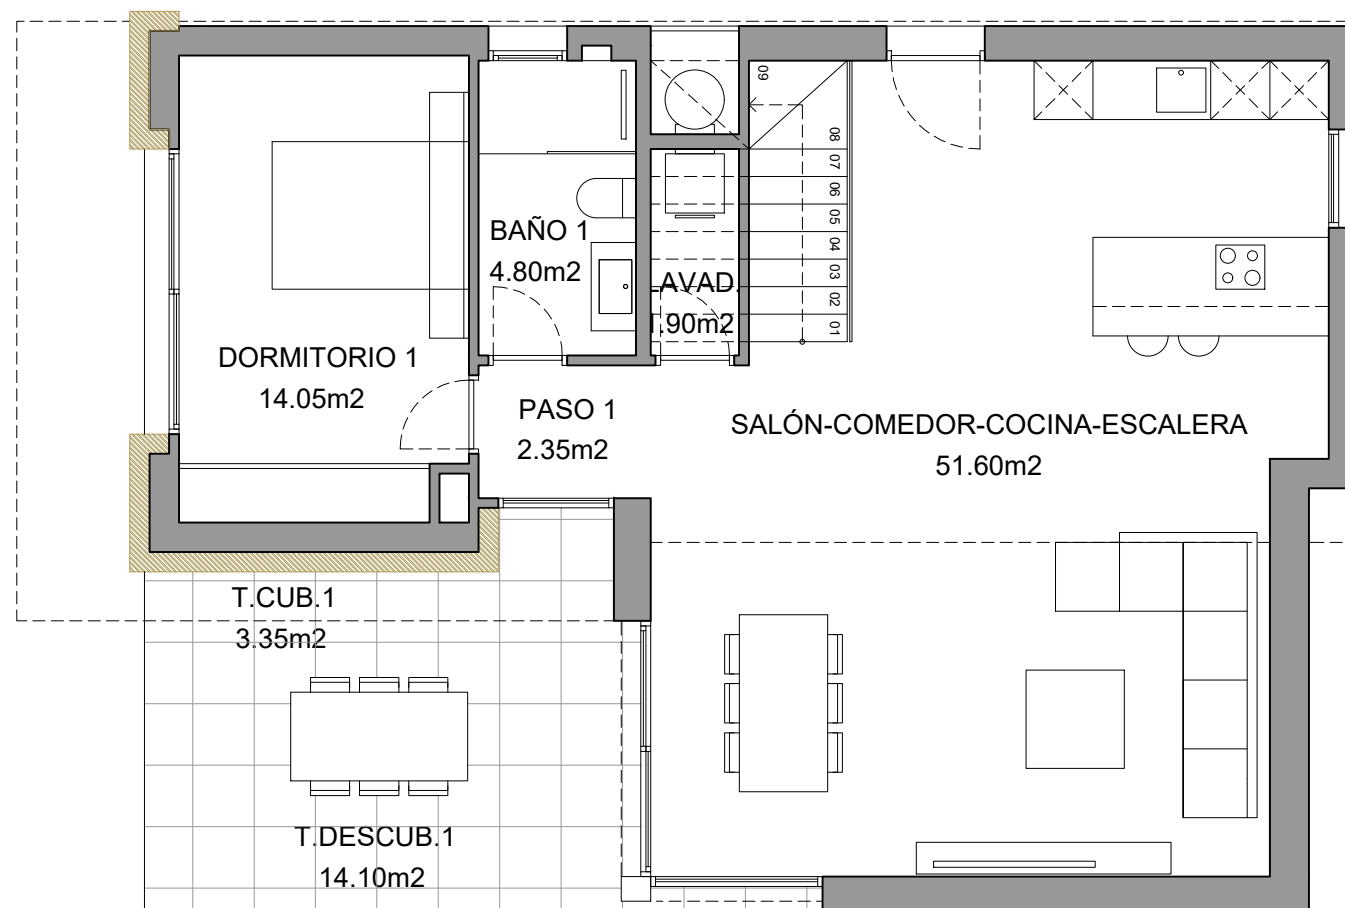 09
08
07
06
05
04
03
02
01
BAÑO 1
4.80m2
LAVAD.
1.90m2
DORMITORIO 1
14.05m2
PASO 1
2.35m2
SALÓN-COMEDOR-COCINA-ESCALERA
51.60m2
T.CUB.1
3.35m2
T.DESCUB.1
14.10m2